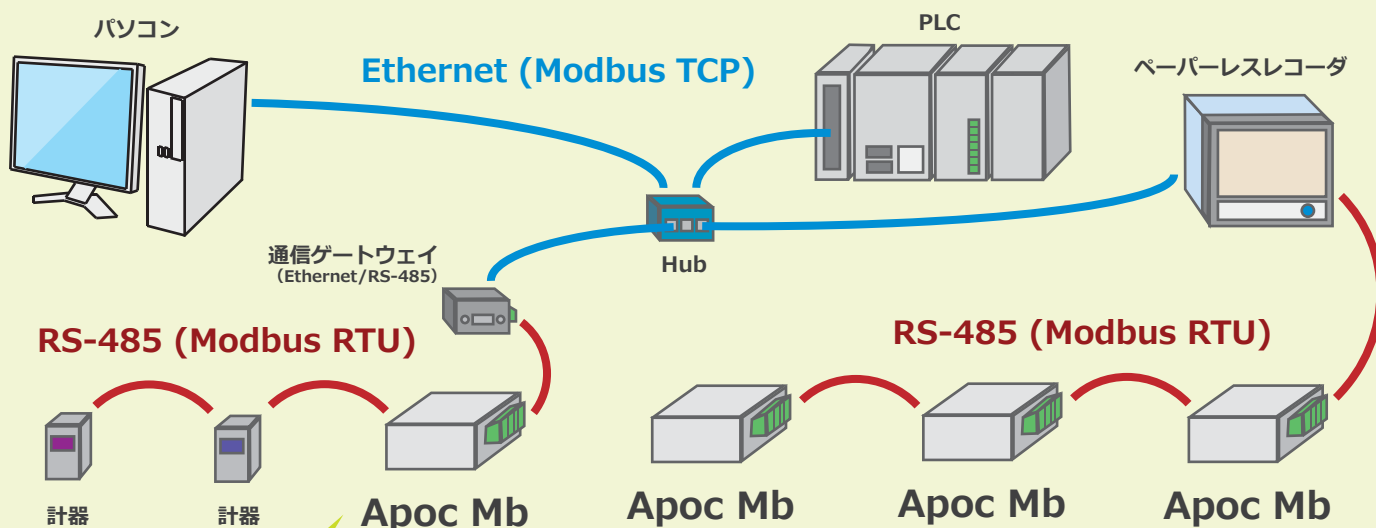 パソコン
PLC
Ethernet (Modbus TCP)
ペーパーレスレコーダ
通信ゲートウェイ
(Ethernet/RS-485)
Hub
RS-485 (Modbus RTU)
RS-485 (Modbus RTU)
計器
計器
Apoc Mb
Apoc Mb
Apoc Mb
Apoc Mb